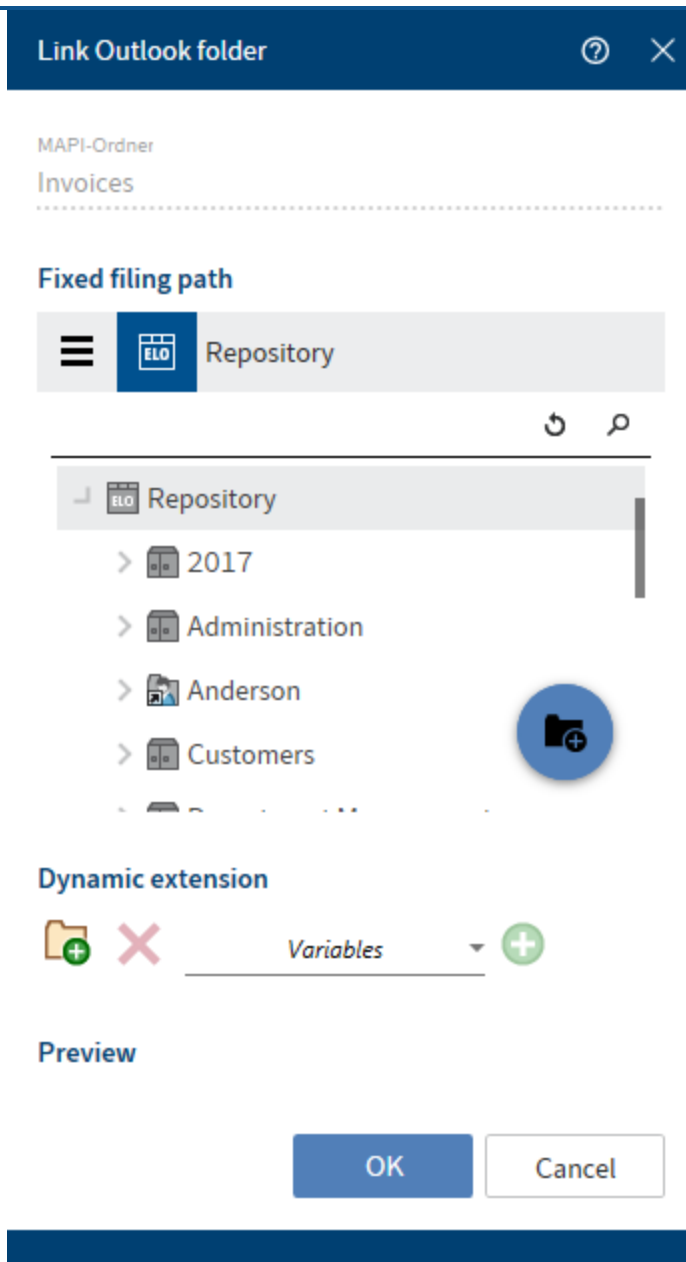 Link Outlook folder
MAPI-Ordner
Invoices
Fixed filing path
ELO Repository
ELO Repository
2017
Administration
Anderson
Customers
Dynamic extension
Variables
Preview
OK Cancel